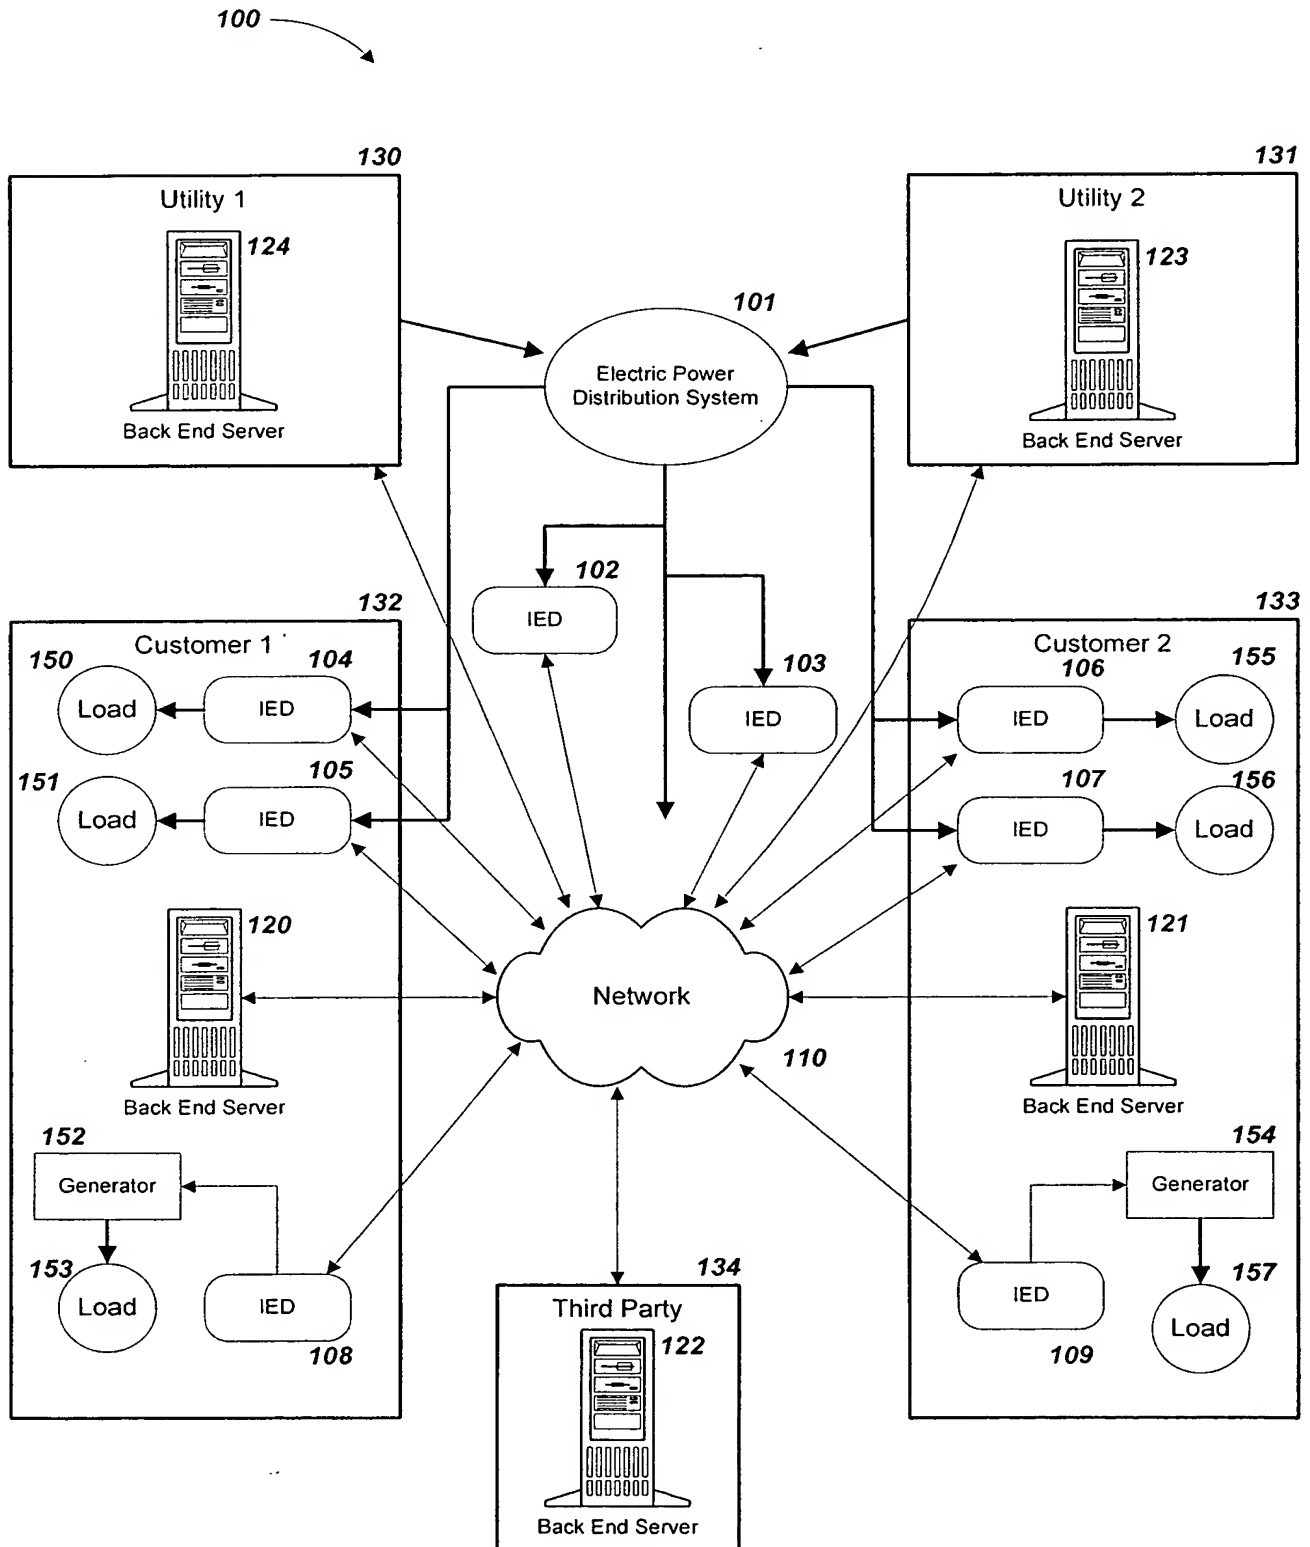 100
130
131
Utility 1
Utility 2
124
123
101
Electric Power
Distribution System
Back End Server
Back End Server
102
IED
132
133
Customer 1
Customer 2
150
104
103
106
155
Load
IED
IED
IED
Load
151
105
107
156
Load
IED
IED
Load
120
121
Network
110
Back End Server
Back End Server
152
154
Generator
Generator
153
134
157
Load
IED
Third Party
IED
Load
108
122
109
Back End Server